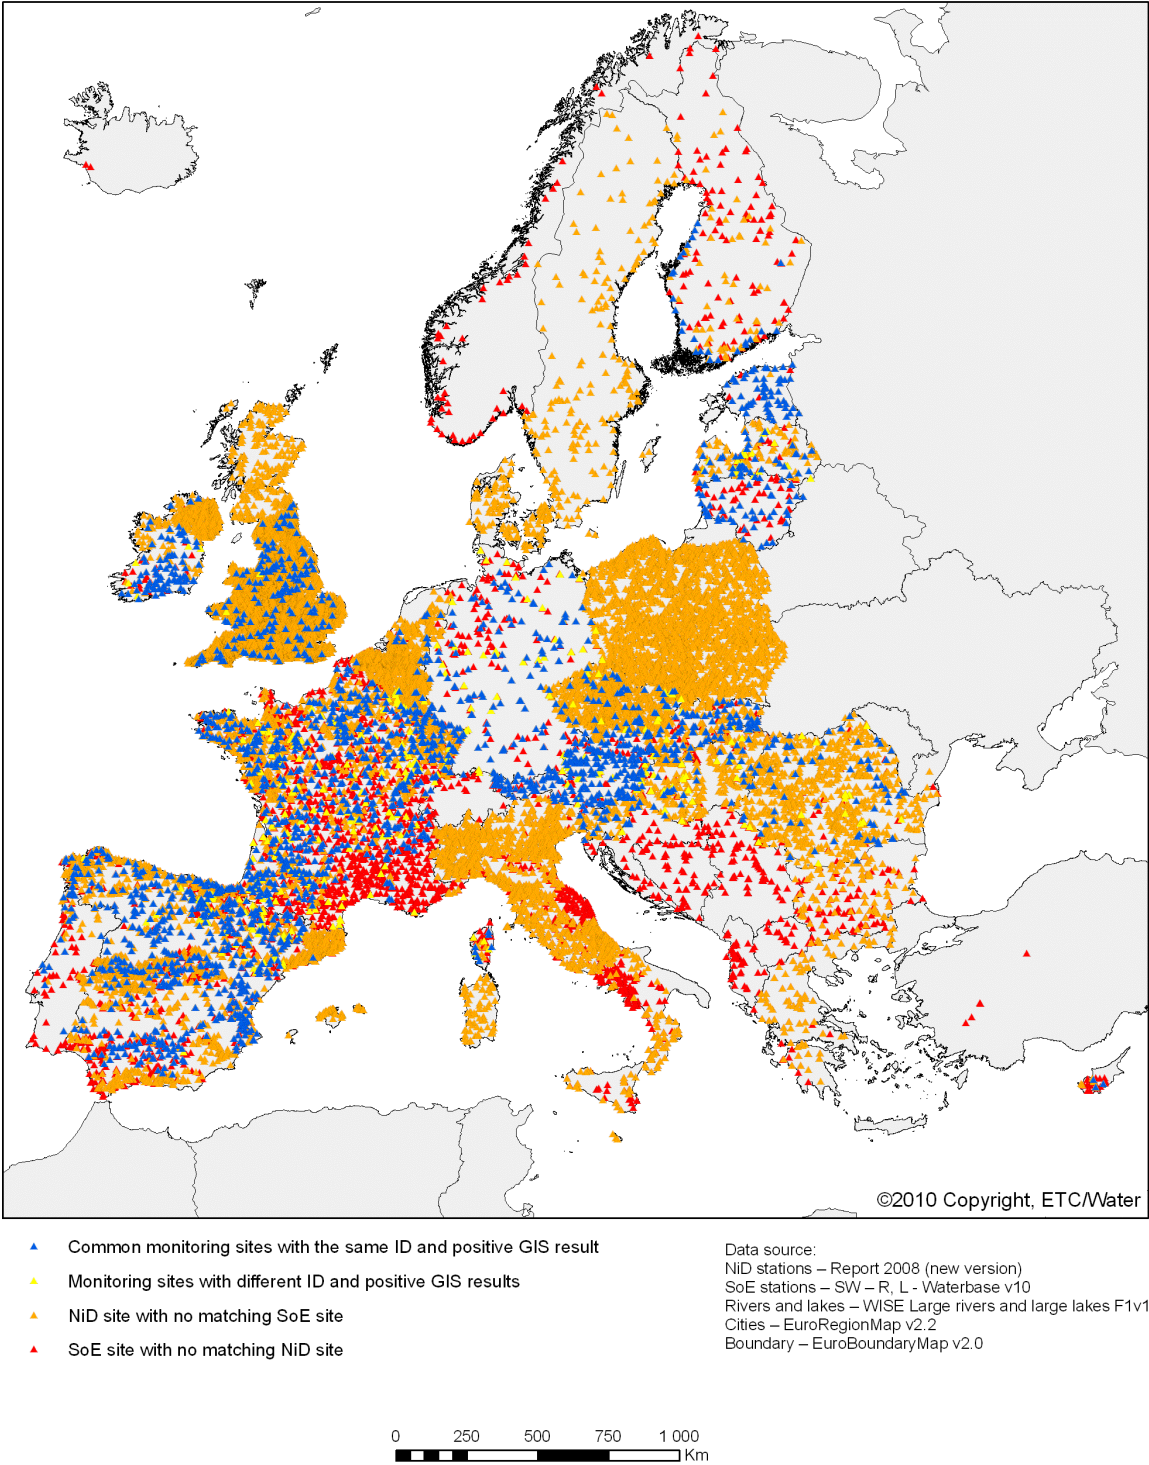 ©2010 Copyright, ETC/Water
Common monitoring sites with the same ID and positive GIS result
Monitoring sites with different ID and positive GIS results
NiD site with no matching SoE site
SoE site with no matching NiD site
Data source:
NiD stations – Report 2008 (new version)
SoE stations – SW – R, L - Waterbase v10
Rivers and lakes – WISE Large rivers and large lakes F1v1
Cities – EuroRegionMap v2.2
Boundary – EuroBoundaryMap v2.0
0 250 500 750 1 000
Km